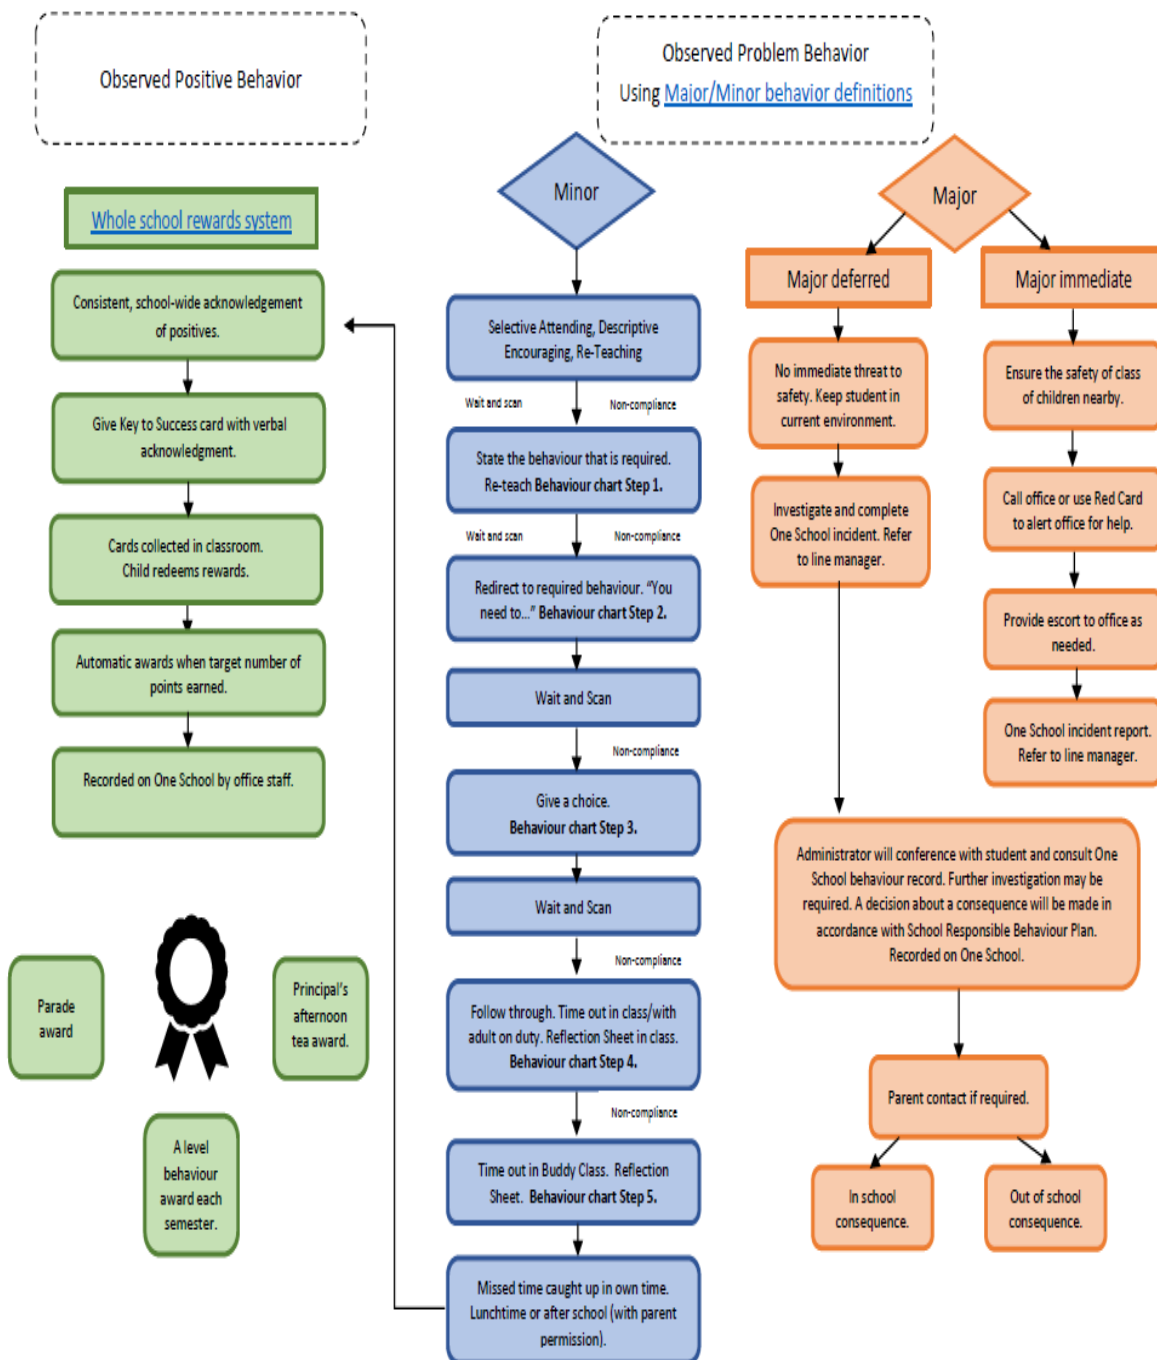 Observed Positive Behavior
Observed Problem Behavior
Using Major/Minor behavior definitions
Whole school rewards system
Consistent, school-wide acknowledgement
of positives.
Give Key to Success card with verbal
acknowledgment.
Cards collected in classroom.
Child redeems rewards.
Automatic awards when target number of
points earned.
Recorded on One School by office staff.
Parade
award
Principal's
afternoon
tea award.
A level
behaviour
award each
semester.
Minor
Selective Attending, Descriptive
Encouraging, Re-Teaching
Wait and scan
Non-compliance
State the behaviour that is required.
Re-teach Behaviour chart Step 1.
Wait and scan
Non-compliance
Redirect to required behaviour. “You
need to...” Behaviour chart Step 2.
Wait and Scan
Non-compliance
Give a choice.
Behaviour chart Step 3.
Wait and Scan
Non-compliance
Follow through. Time out in class/with
adult on duty. Reflection Sheet in class.
Behaviour chart Step 4.
Non-compliance
Time out in Buddy Class. Reflection
Sheet. Behaviour chart Step 5.
Missed time caught up in own time.
Lunchtime or after school (with parent
permission).
Major
Major deferred
No immediate threat to
safety. Keep student in
current environment.
Investigate and complete
One School incident. Refer
to line manager.
Major immediate
Ensure the safety of class
of children nearby.
Call office or use Red Card
to alert office for help.
Provide escort to office as
needed.
One School incident report.
Refer to line manager.
Administrator will conference with student and consult One
School behaviour record. Further investigation may be
required. A decision about a consequence will be made in
accordance with School Responsible Behaviour Plan.
Recorded on One School.
Parent contact if required.
In school
consequence.
Out of school
consequence.